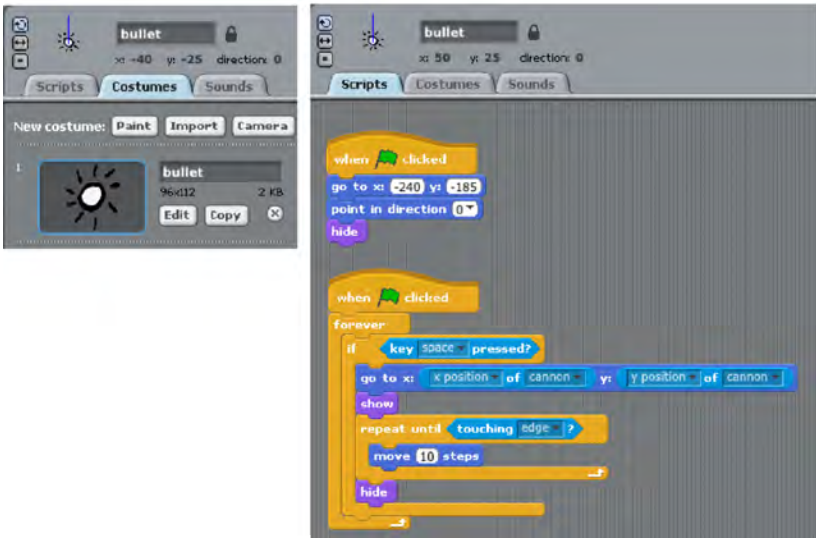 bullet
x: -40 y: -25 direction: 0
Scripts Costumes Sounds
New costume: Paint Import Camera
1
bullet
96x112 2 KB
Edit Copy
bullet
x: 50 y: 25 direction: 0
Scripts Costumes Sounds
when clicked
go to x: -240 y: -185
point in direction 0
hide
when clicked
forever
if key space pressed?
go to x: x position of cannon y: y position of cannon
show
repeat until touching edge ?
move 10 steps
hide